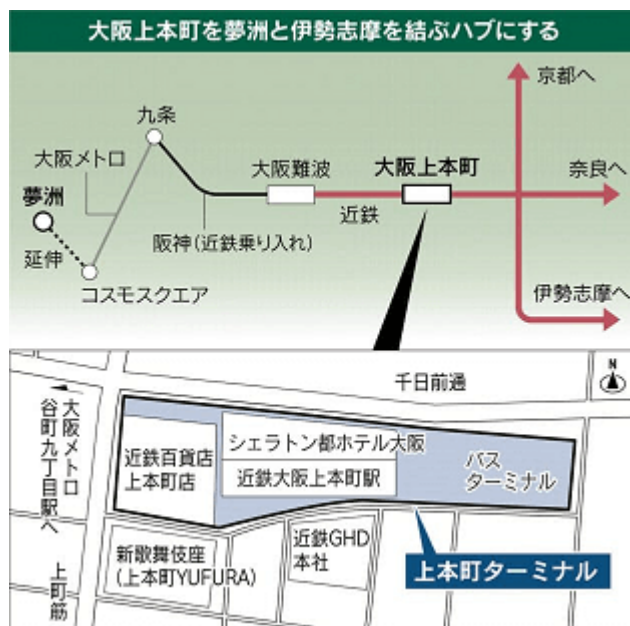 大阪上本町を夢洲と伊勢志摩を結ぶハブにする
京都へ
九条
大阪メトロ
大阪難波
大阪上本町
奈良へ
夢洲
近鉄
延伸
阪神(近鉄乗り入れ)
コスモスクエア
伊勢志摩へ
千日前通
N
大阪メトロ
谷町九丁目駅へ
シェラトン都ホテル大阪
近鉄百貨店
上本町店
近鉄大阪上本町駅
バス
ターミナル
新歌舞伎座
(上本町YUFURA)
近鉄GHD
本社
上本町ターミナル
上町筋